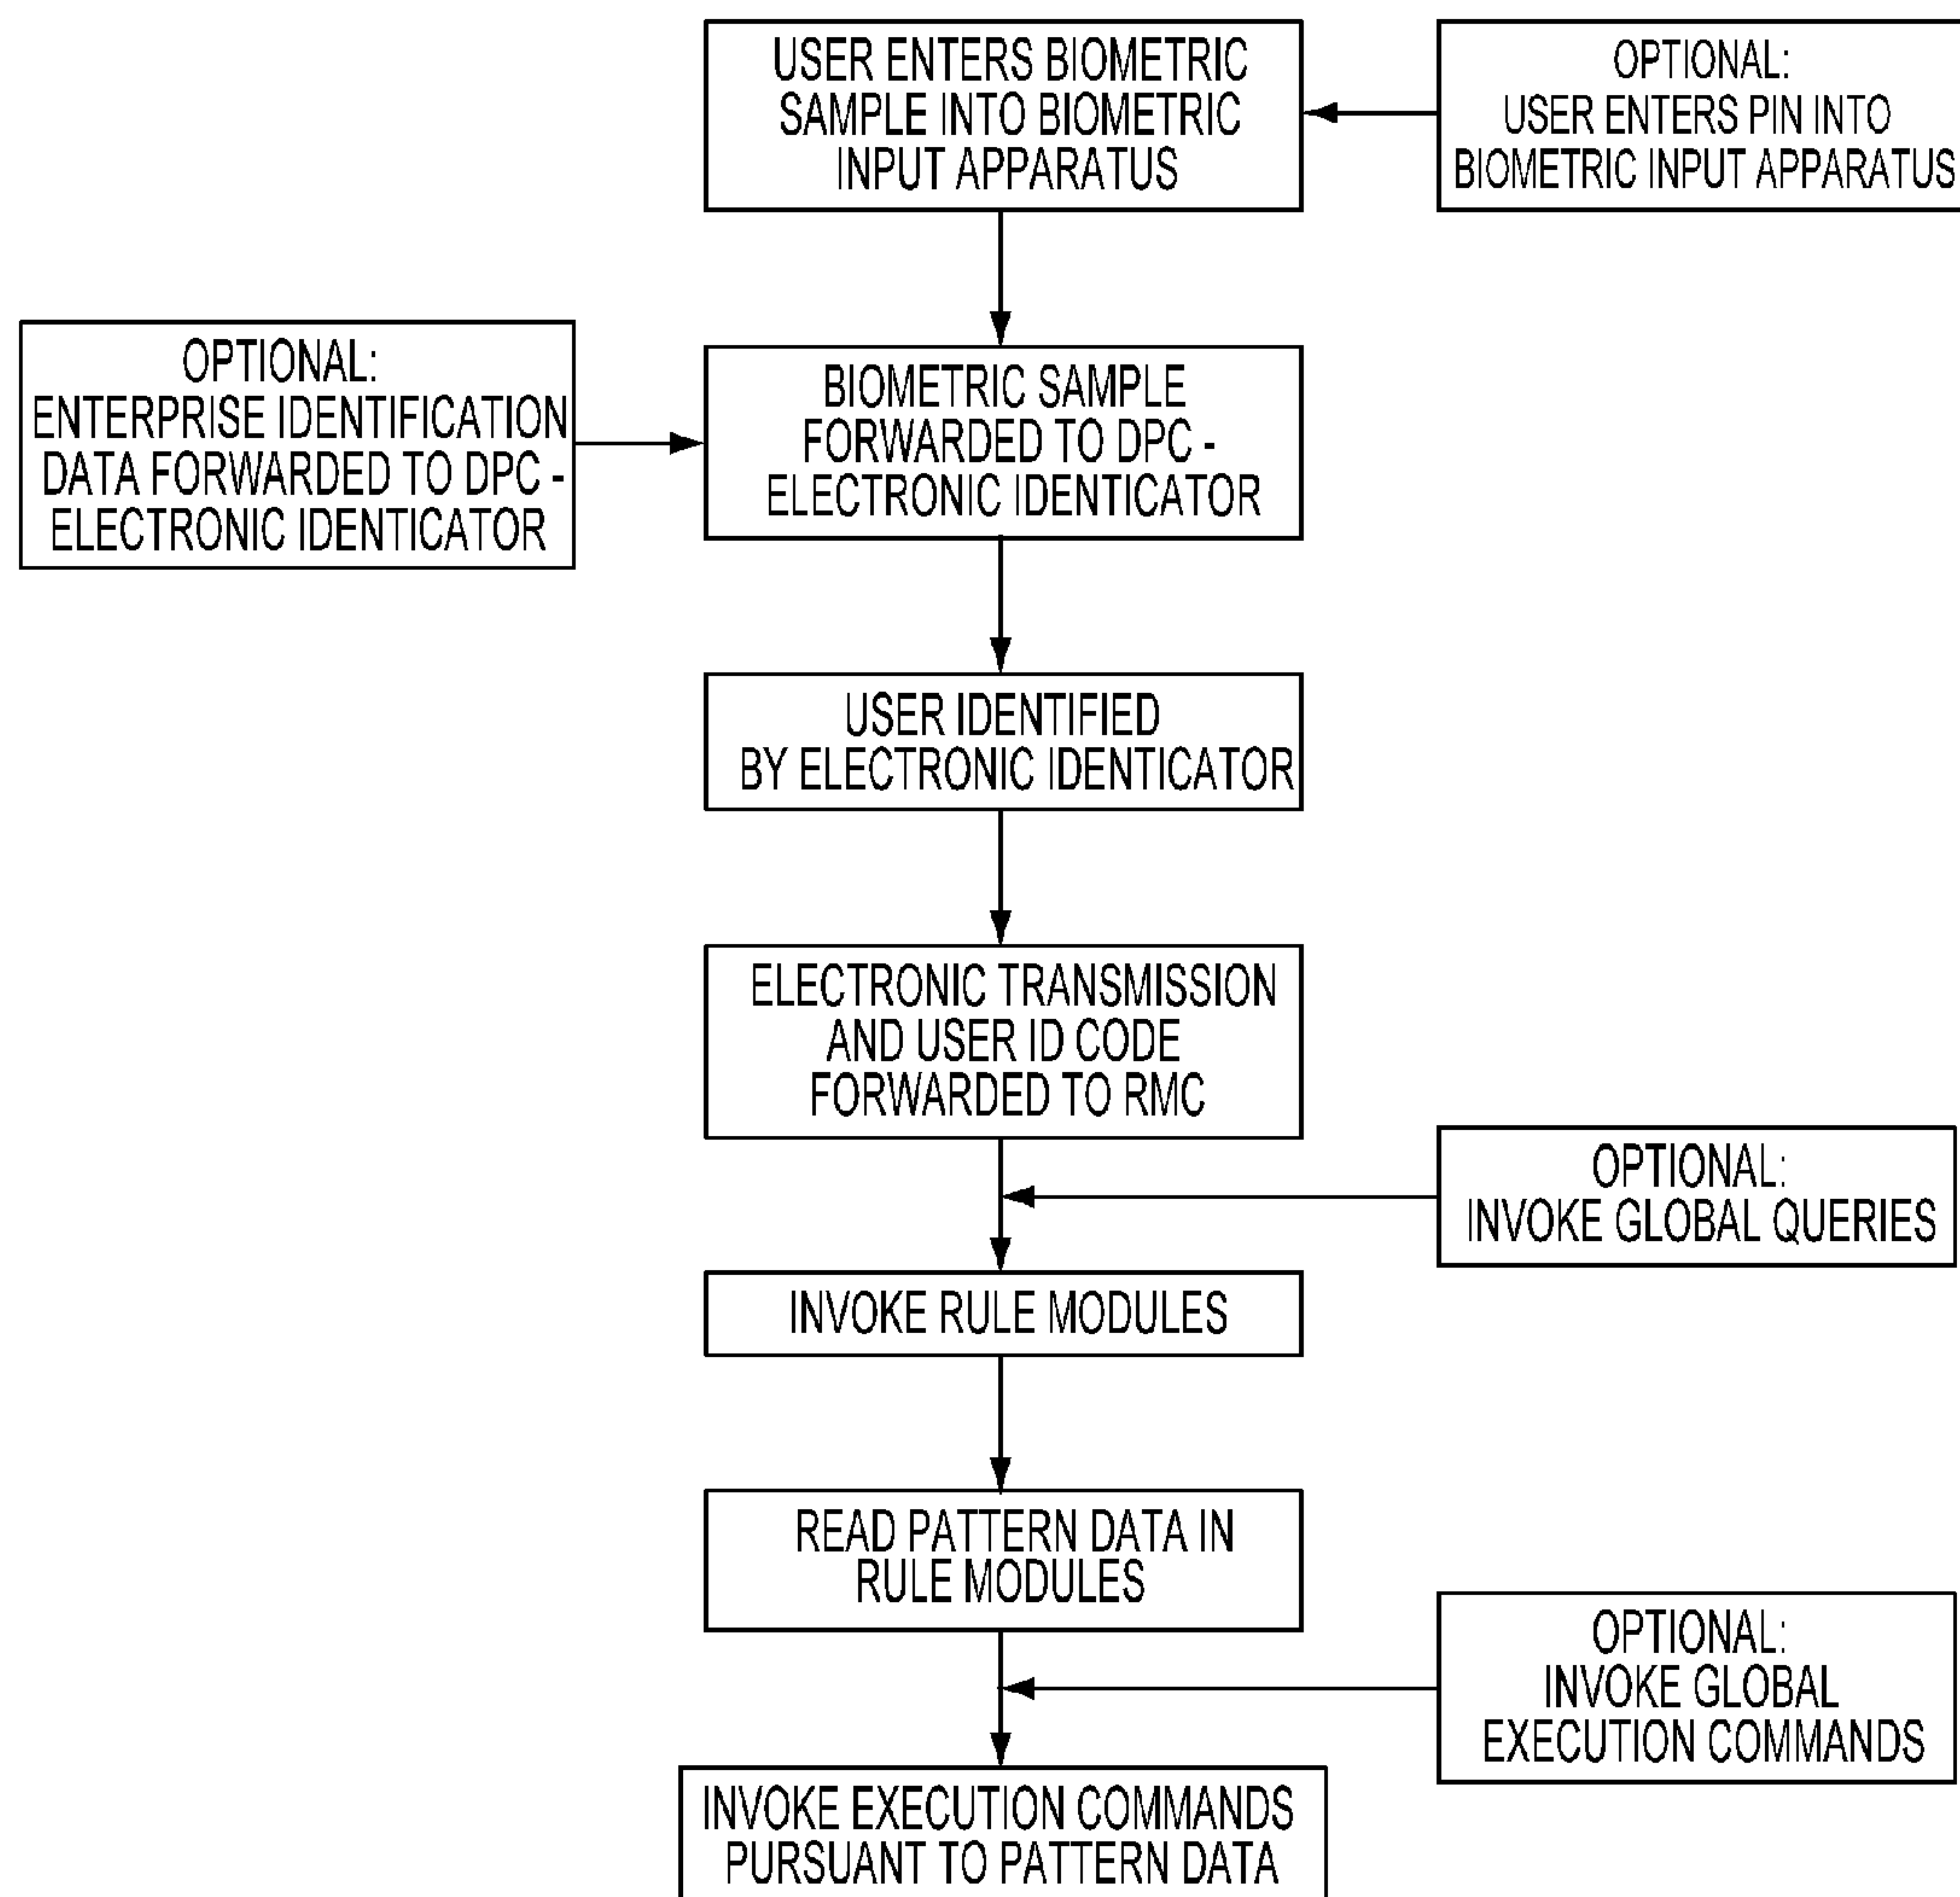 USER ENTERS BIOMETRIC
SAMPLE INTO BIOMETRIC
INPUT APPARATUS
OPTIONAL:
USER ENTERS PIN INTO
BIOMETRIC INPUT APPARATUS
OPTIONAL:
ENTERPRISE IDENTIFICATION
DATA FORWARDED TO DPC -
ELECTRONIC IDENTICATOR
BIOMETRIC SAMPLE
FORWARDED TO DPC -
ELECTRONIC IDENTICATOR
USER IDENTIFIED
BY ELECTRONIC IDENTICATOR
ELECTRONIC TRANSMISSION
AND USER ID CODE
FORWARDED TO RMC
OPTIONAL:
INVOKE GLOBAL QUERIES
INVOKE RULE MODULES
READ PATTERN DATA IN
RULE MODULES
OPTIONAL:
INVOKE GLOBAL
EXECUTION COMMANDS
INVOKE EXECUTION COMMANDS
PURSUANT TO PATTERN DATA